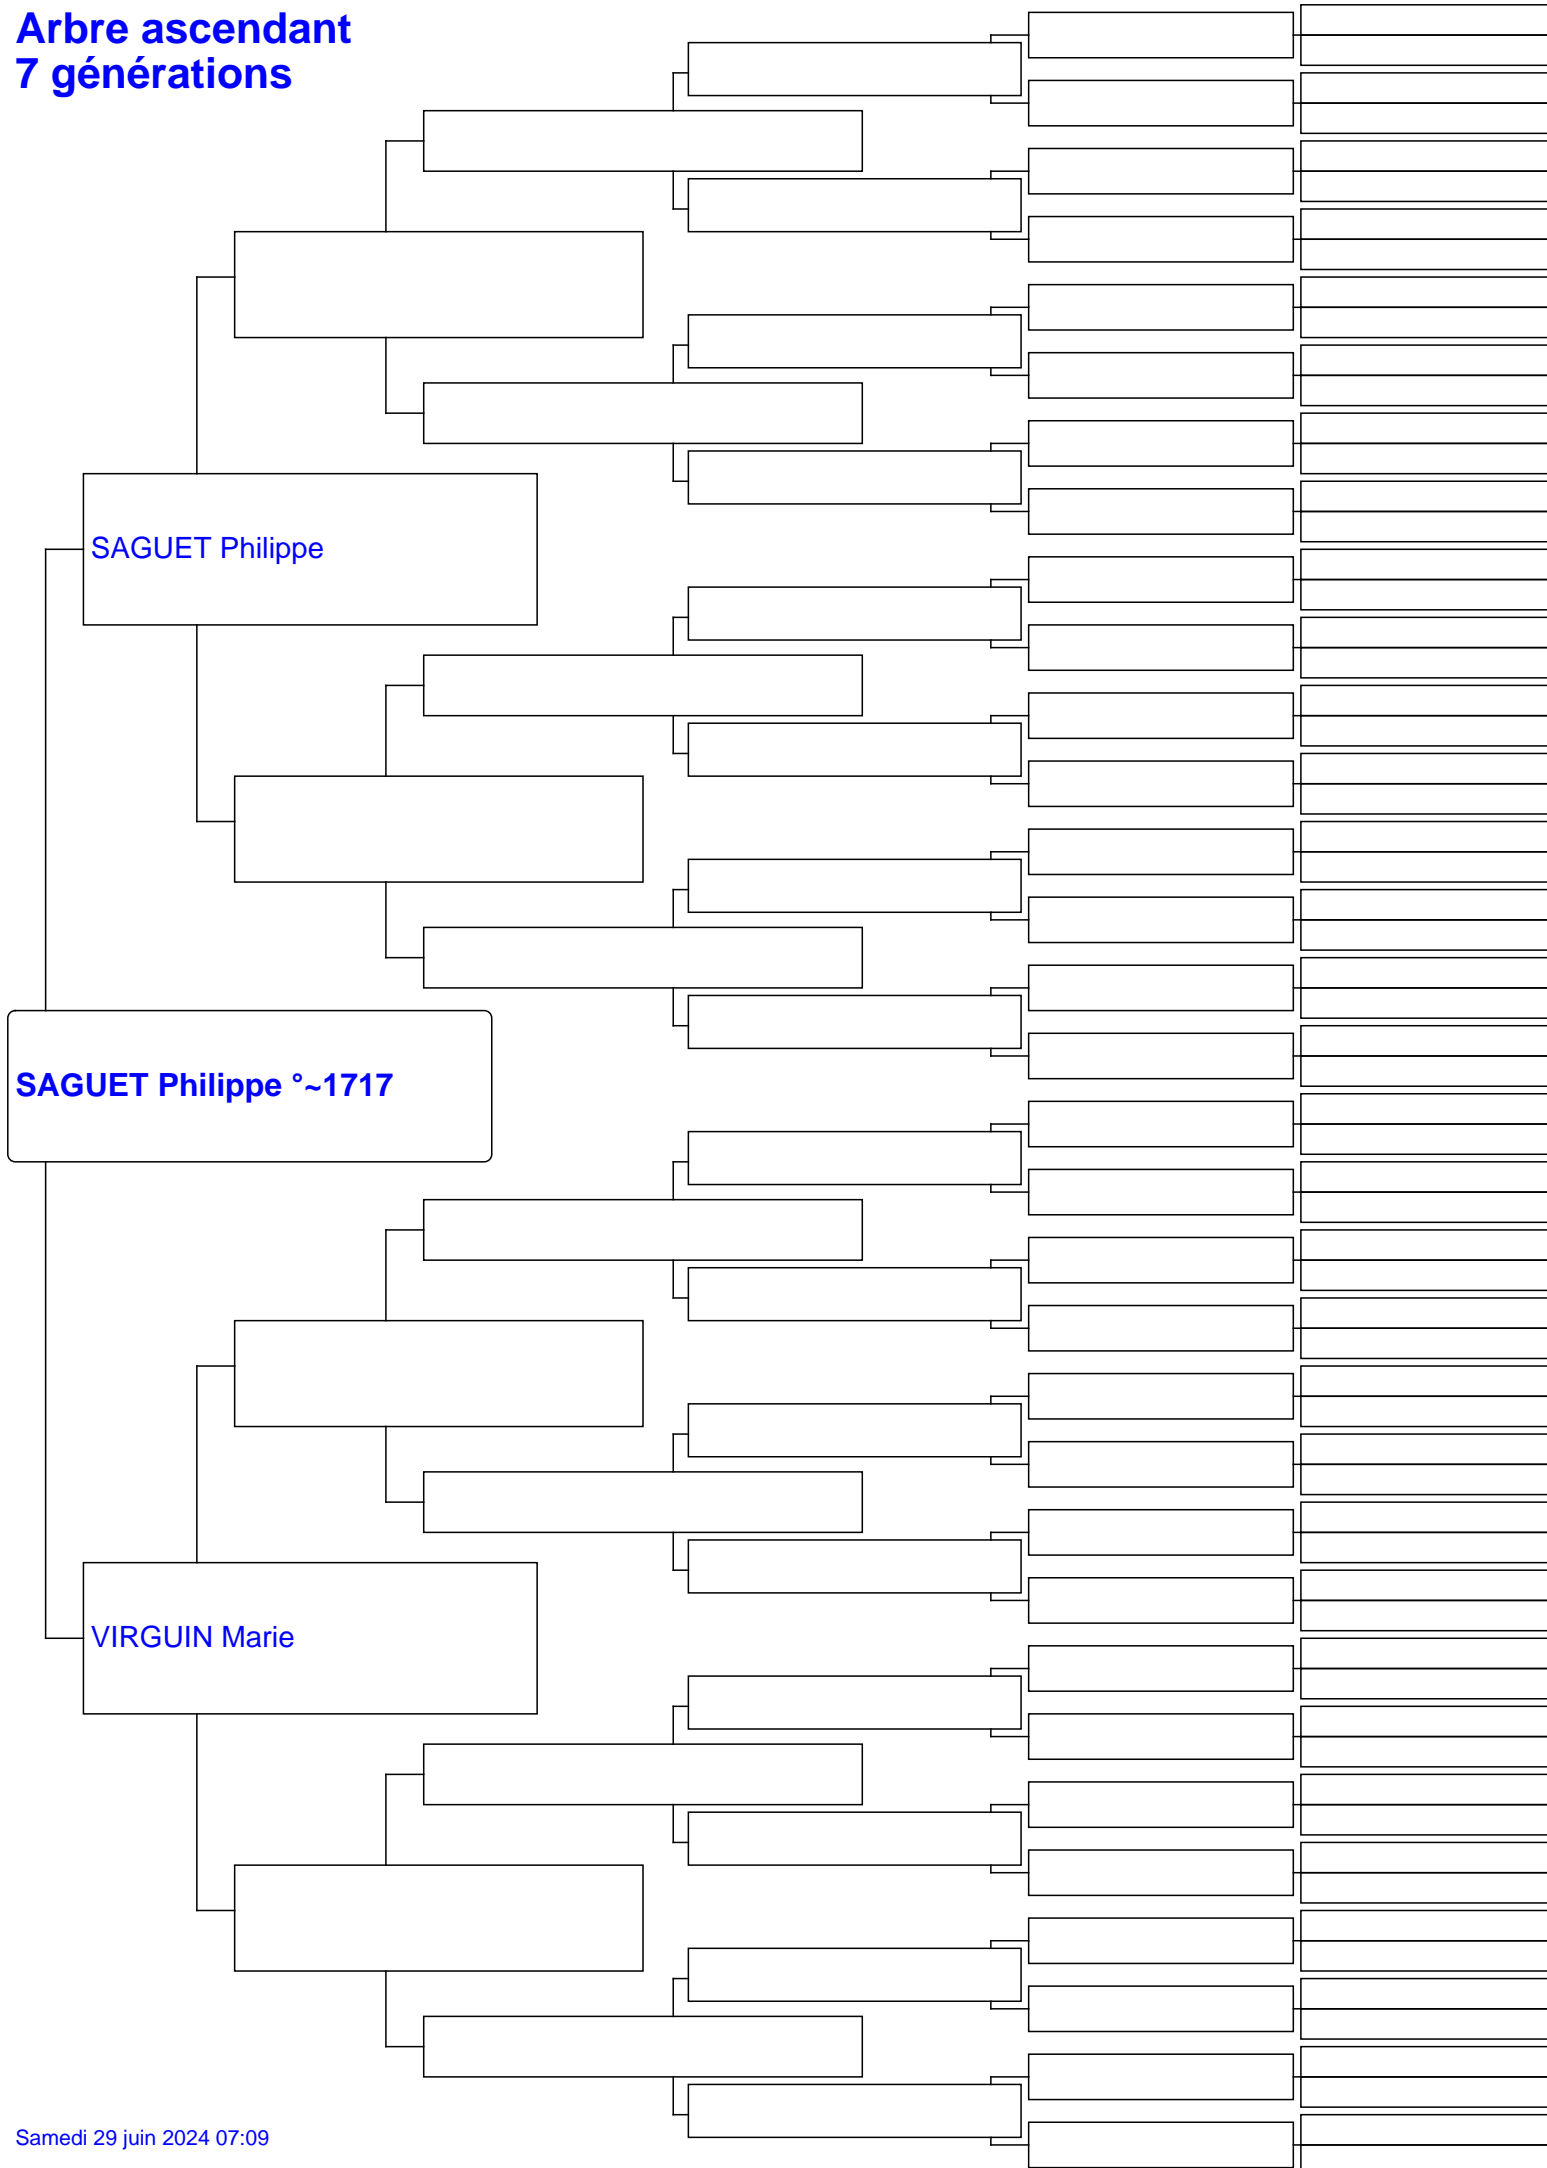 Arbre ascendant
7 générations
SAGUET Philippe
SAGUET Philippe °~1717
VIRGUIN Marie
Samedi 29 juin 2024 07:09